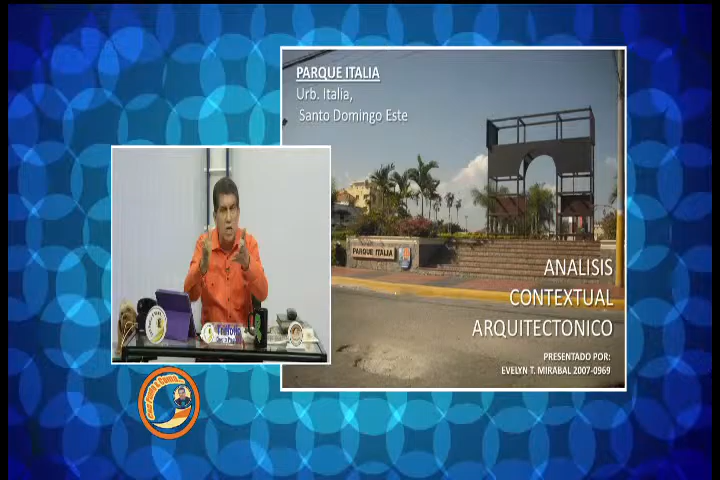 PARQUE ITALIA
Urb. Italia,
Santo Domingo Este
PARQUE ITALIA
ANALISIS
CONTEXTUAL
ARQUITECTONICO
PRESENTADO POR:
EVELYN T. MIRABAL 2007-0969